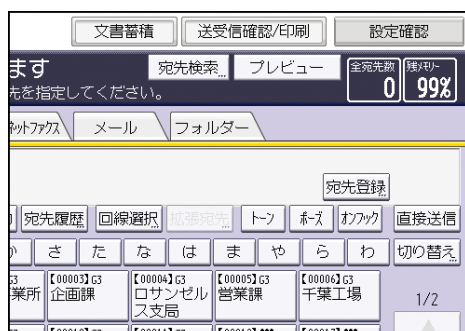 文書蓄積 送受信確認/印刷 設定確認
ます 宛先検索 プレビュー 全宛先数 残メモリー
先を指定してください。 0 99%
ネットファクス メール フォルダー
宛先登録
宛先履歴 回線選択 拡張宛先 トーン ポーズ オンフック 直接送信
か さ た な は ま や ら わ 切り替え
業所 【00003】G3 【00004】G3 【00005】G3 【00006】G3
企画課 ロサンゼルス支局 営業課 千葉工場 1/2